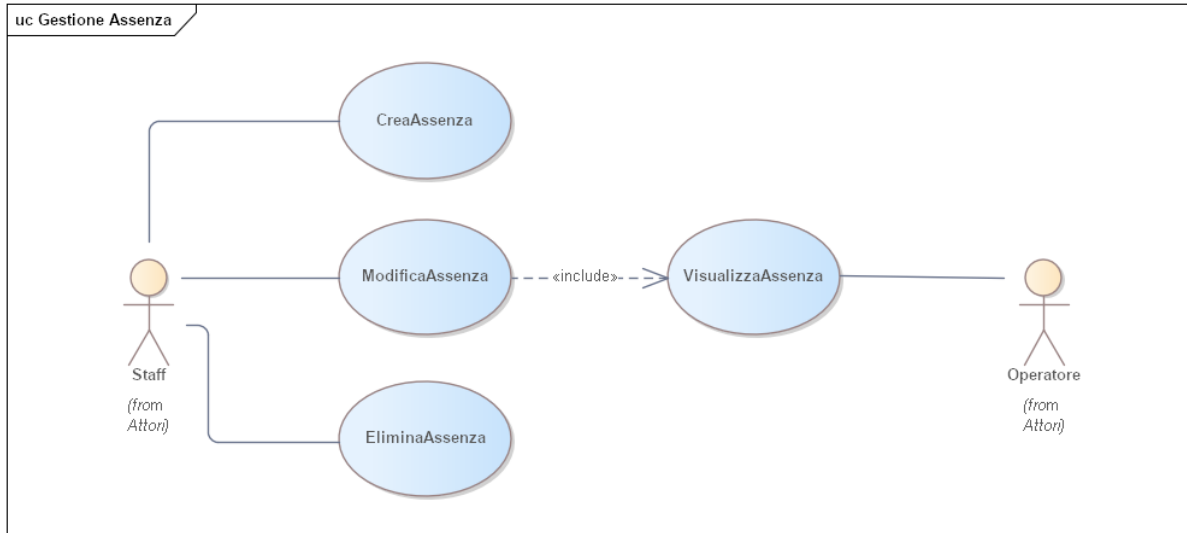 uc Gestione Assenza
CreaAssenza
ModificaAssenza
«include»
VisualizzaAssenza
Staff
(from
Attori)
Operatore
(from
Attori)
EliminaAssenza